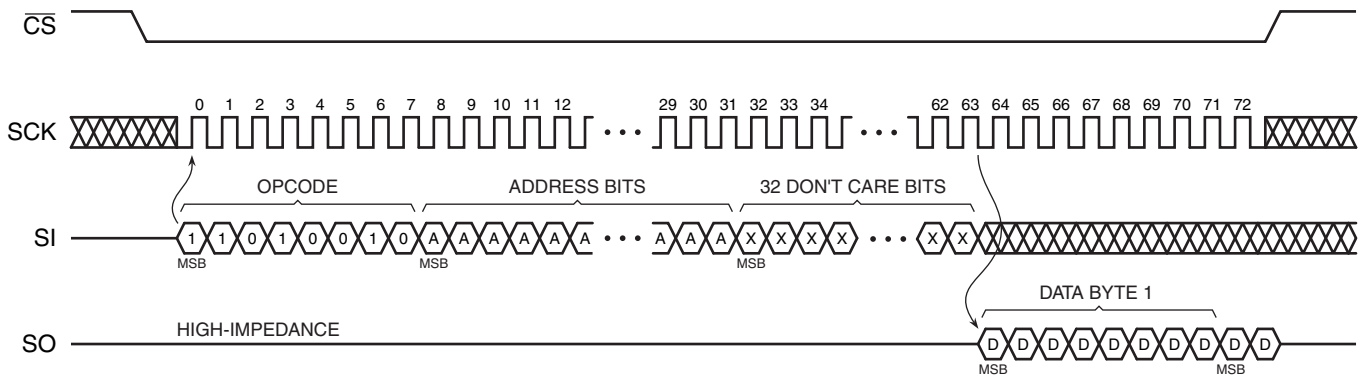 CS
0 1 2 3 4 5 6 7 8 9 10 11 12 29 30 31 32 33 34 62 63 64 65 66 67 68 69 70 71 72
SCK
OPCODE ADDRESS BITS 32 DON'T CARE BITS
SI 1 1 0 1 0 0 1 0 A A A A A A A A A X X X X X X
MSB MSB MSB
DATA BYTE 1
HIGH-IMPEDANCE
SO D D D D D D D D D D
MSB MSB